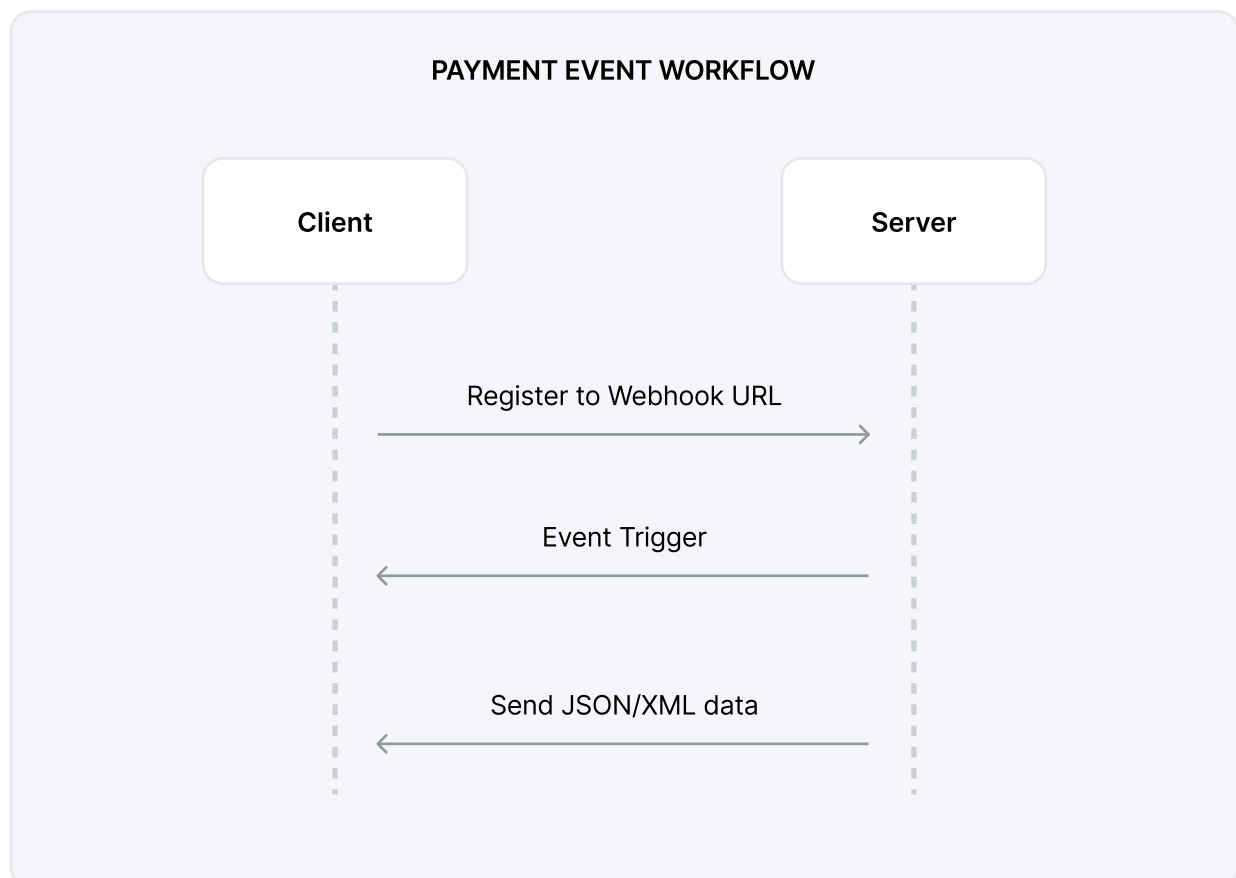 PAYMENT EVENT WORKFLOW
Client
Server
Register to Webhook URL
Event Trigger
Send JSON/XML data